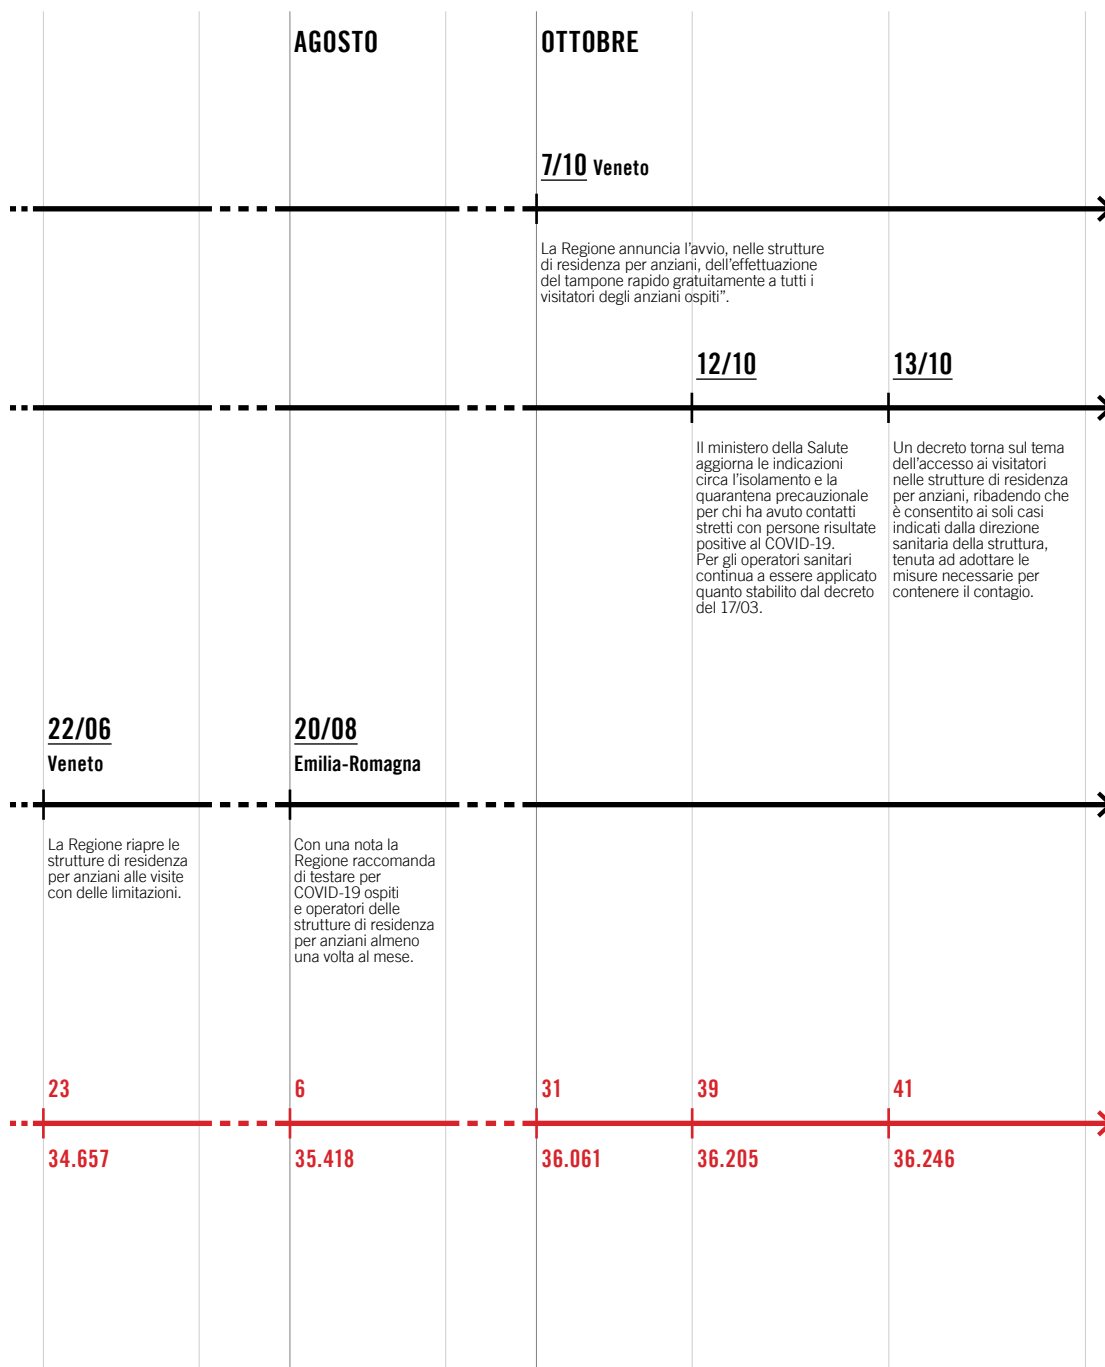 AGOSTO
OTTOBRE
7/10 Veneto
La Regione annuncia l'avvio, nelle strutture
di residenza per anziani, dell'effettuazione
del tampone rapido gratuitamente a tutti i
visitatori degli anziani ospiti”.
12/10
Il ministero della Salute
aggiorna le indicazioni
circa l'isolamento e la
quarantena precauzionale
per chi ha avuto contatti
stretti con persone risultate
positive al COVID-19.
Per gli operatori sanitari
continua a essere applicato
quanto stabilito dal decreto
del 17/03.
13/10
Un decreto torna sul tema
dell'accesso ai visitatori
nelle strutture di residenza
per anziani, ribadendo che
è consentito ai soli casi
indicati dalla direzione
sanitaria della struttura,
tenuta ad adottare le
misure necessarie per
contenere il contagio.
22/06
Veneto
La Regione riapre le
strutture di residenza
per anziani alle visite
con delle limitazioni.
20/08
Emilia-Romagna
Con una nota la
Regione raccomanda
di testare per
COVID-19 ospiti
e operatori delle
strutture di residenza
per anziani almeno
una volta al mese.
23
6
31
39
41
34.657
35.418
36.061
36.205
36.246